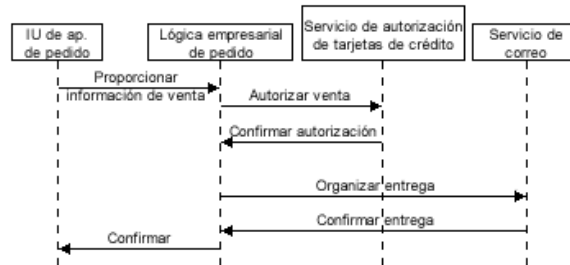 IU de ap.
de pedido
Lógica empresarial
de pedido
Servicio de autorización
de tarjetas de crédito
Servicio de
correo
Proporcionar
información de venta
Autorizar venta
Confirmar autorización
Organizar entrega
Confirmar entrega
Confirmar